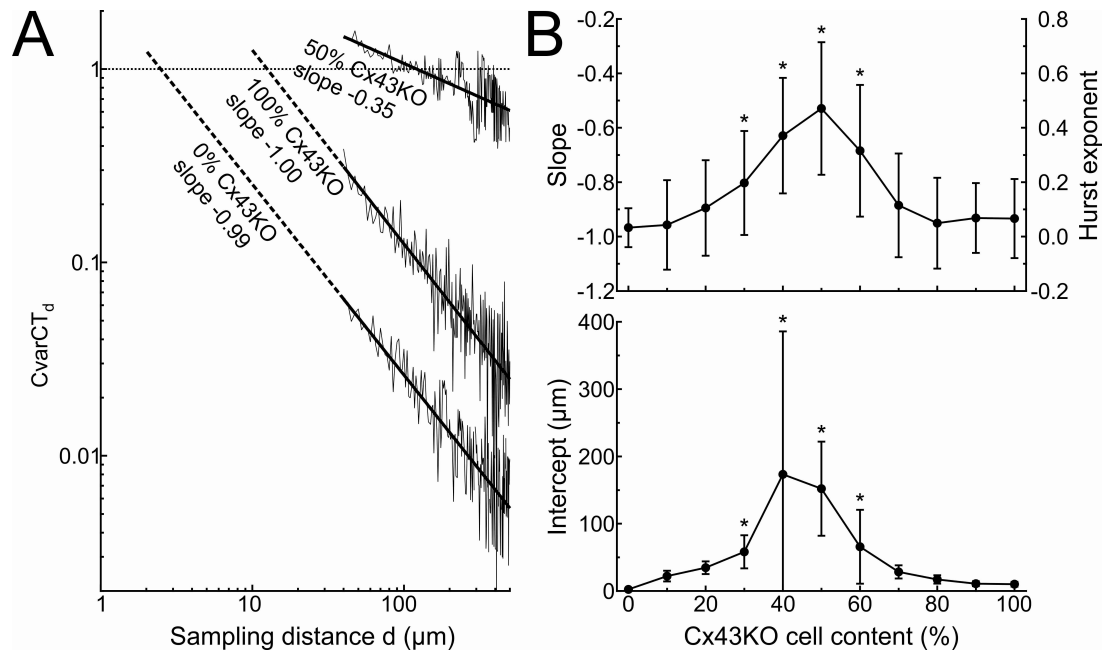 A
CvarCTd
1
0.1
0.01
50% Cx43KO
slope -0.35
100% Cx43KO
slope -1.00
0% Cx43KO
slope -0.99
1
10
100
Sampling distance d (µm)
B
Slope
-0.2
-0.4
-0.6
-0.8
-1.0
-1.2
* * * *
0.8
0.6
0.4
0.2
0.0
-0.2
Hurst exponent
Intercept (µm)
400
300
200
100
0
* * * *
0 20 40 60 80 100
Cx43KO cell content (%)